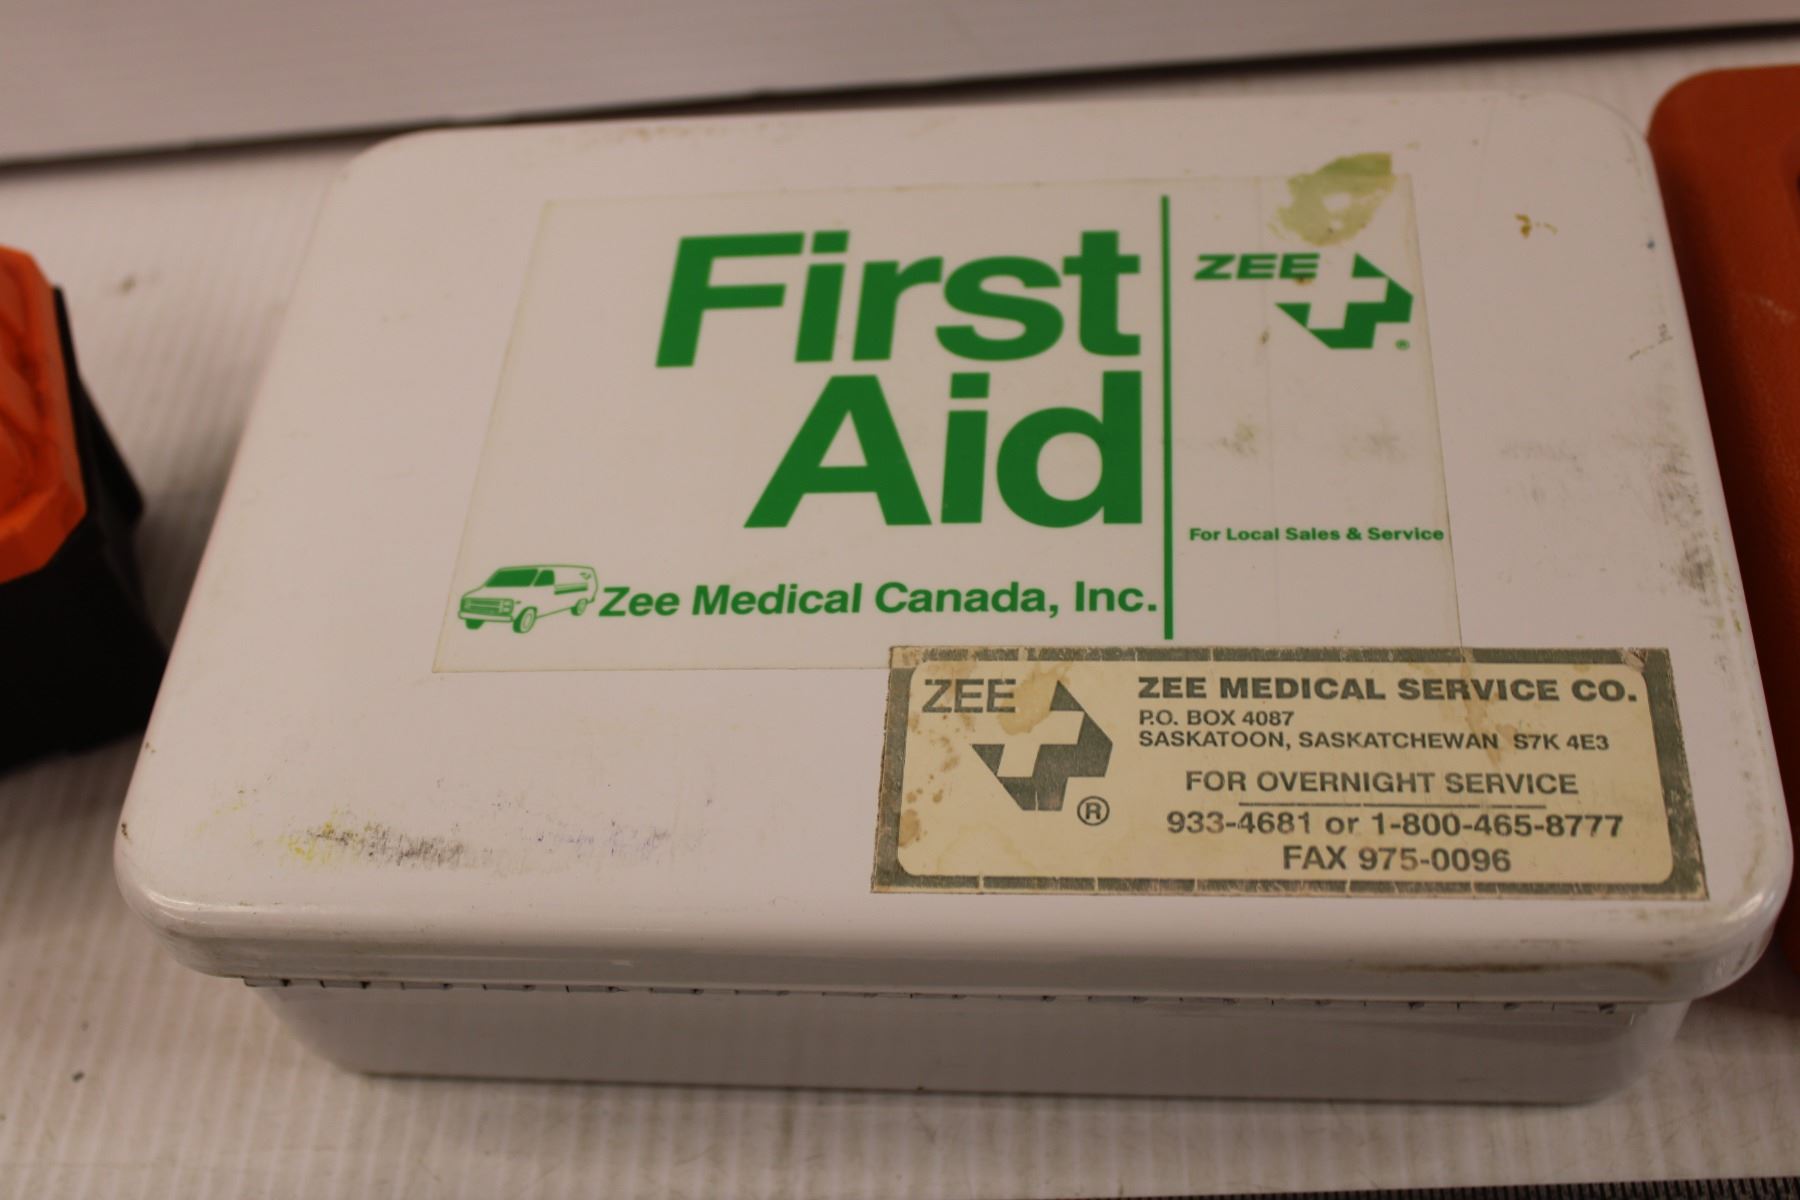 First
Aid
Zee Medical Canada, Inc.
ZEE
®
For Local Sales & Service
ZEE
®
ZEE MEDICAL SERVICE CO.
P.O. BOX 4087
SASKATOON, SASKATCHEWAN S7K 4E3
FOR OVERNIGHT SERVICE
933-4681 or 1-800-465-8777
FAX 975-0096